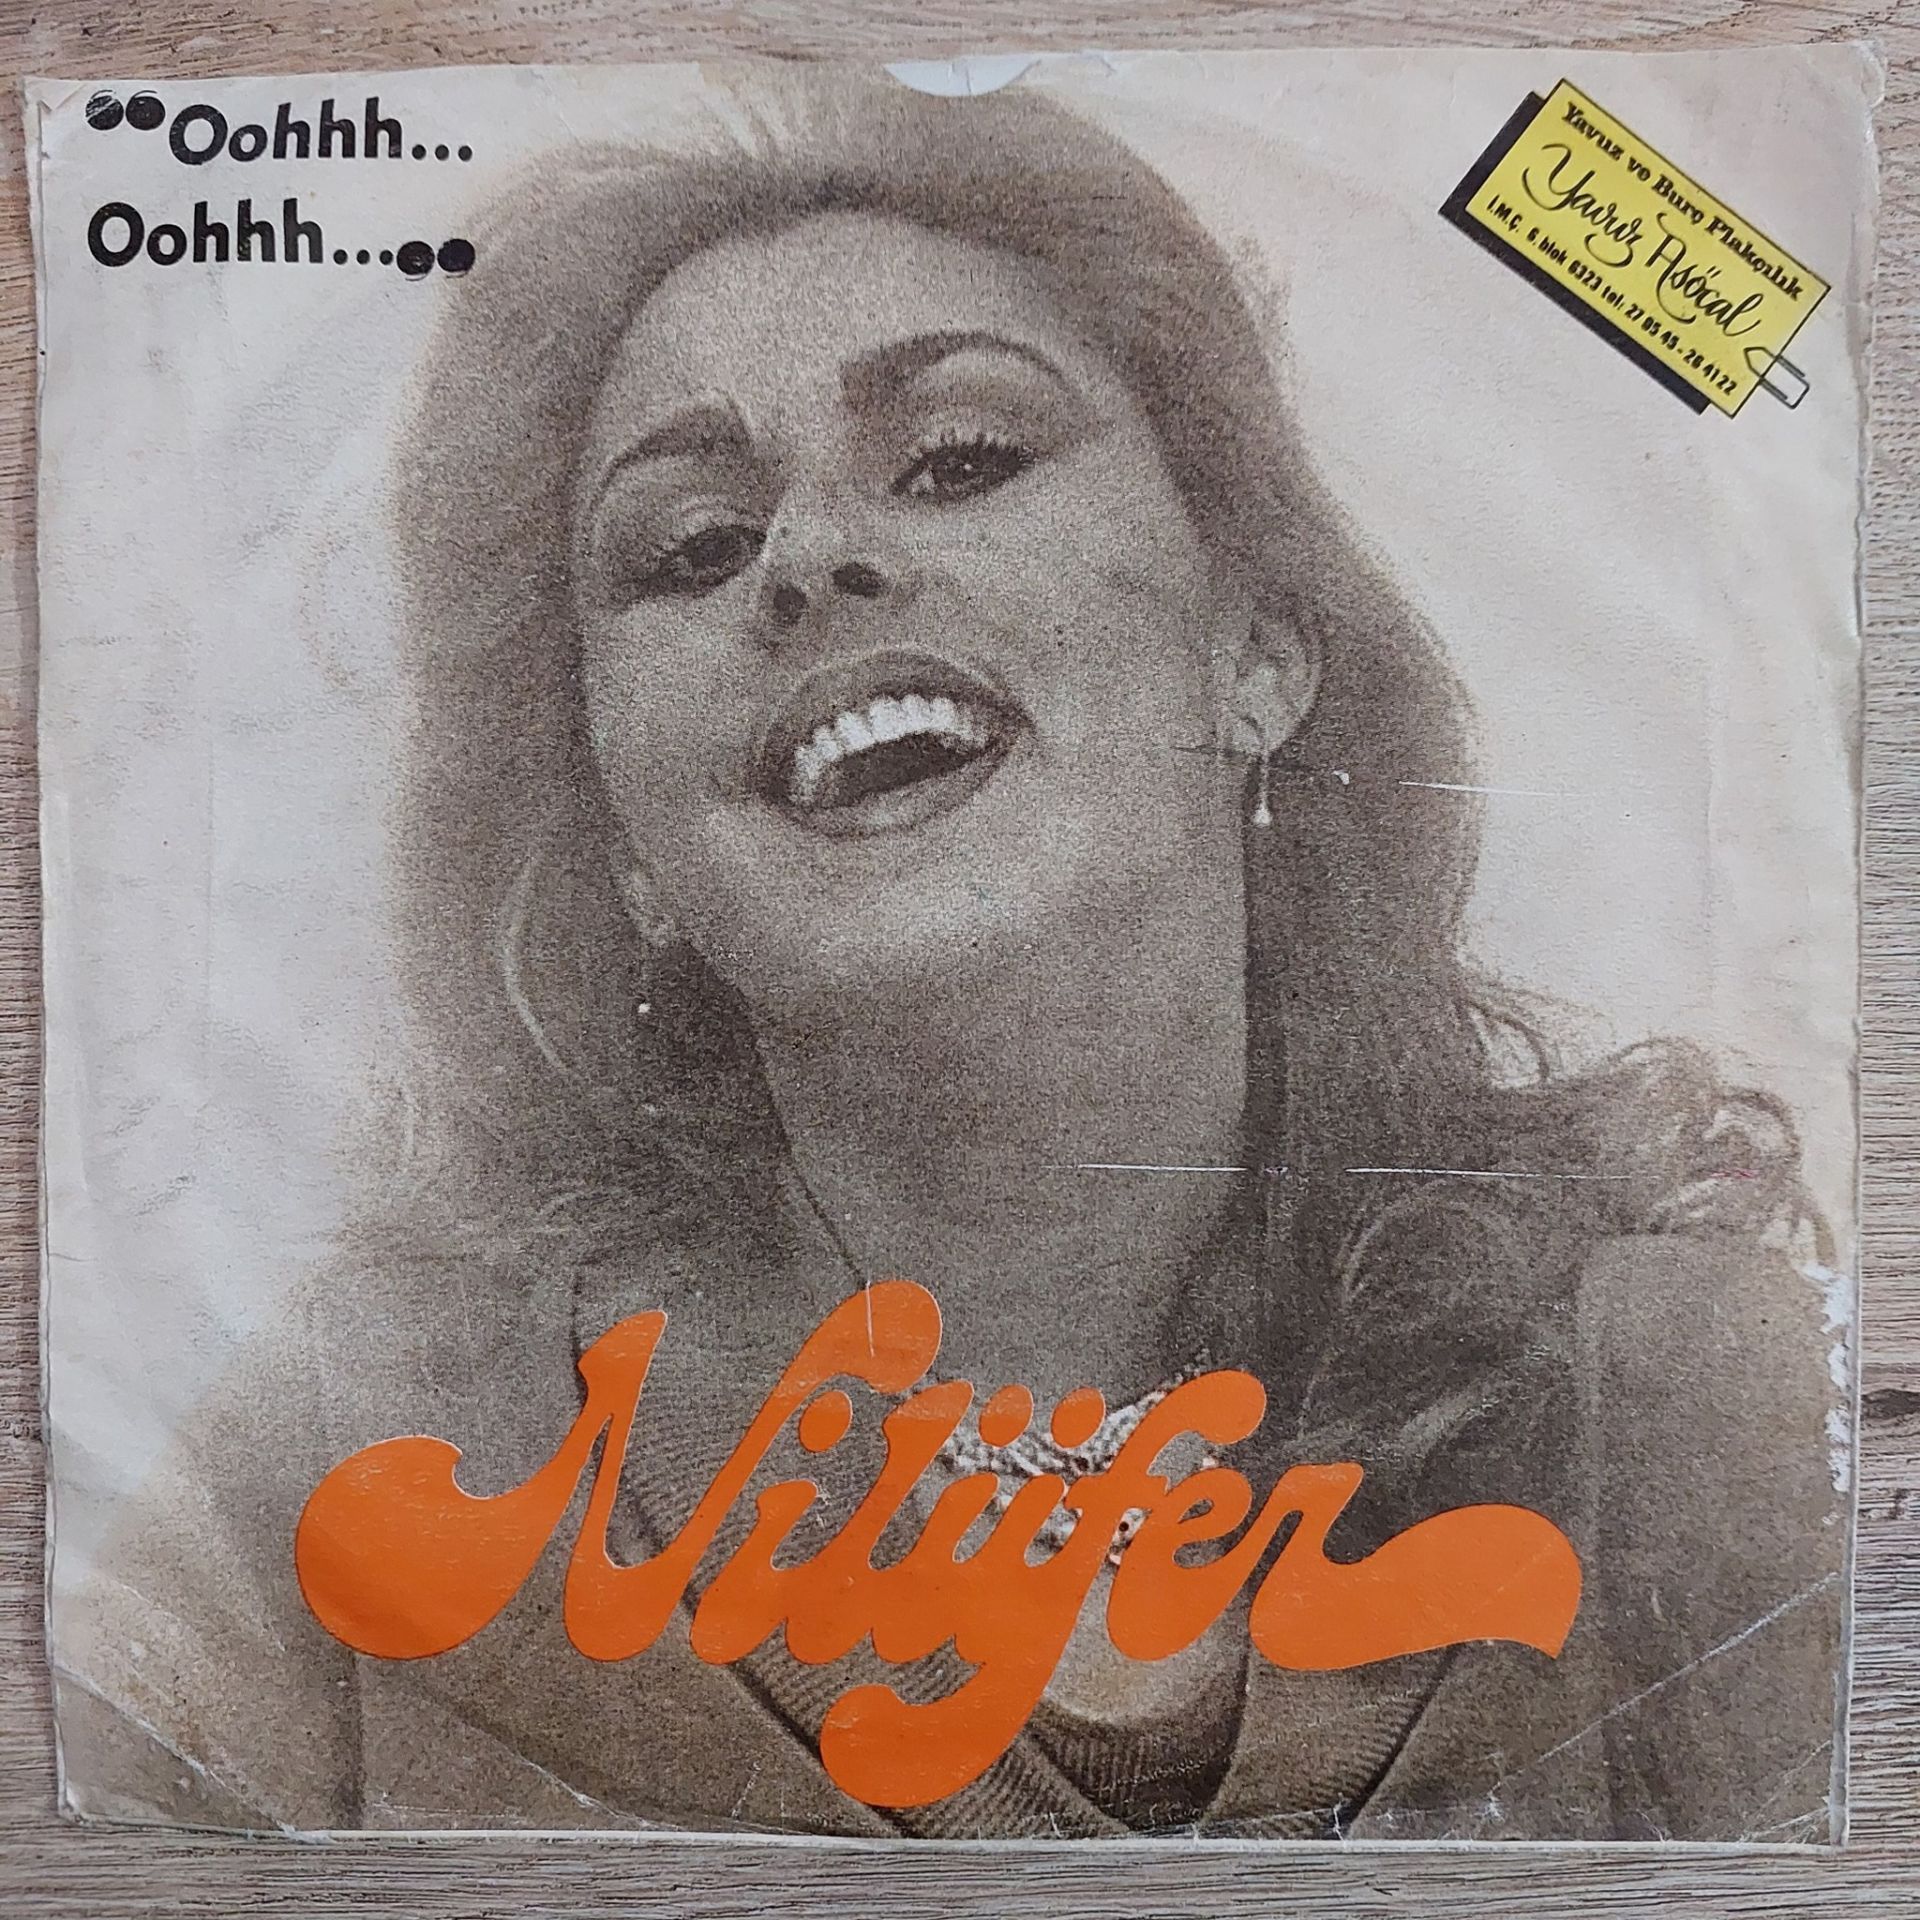 “Oohhh...
Oohhh...”
Yavuz ve Burç Plakçılık
Yavuz Asöcal
İ.M.Ç. 6. blok 6323 tel: 27 05 45 - 26 41 22
Nilüfer